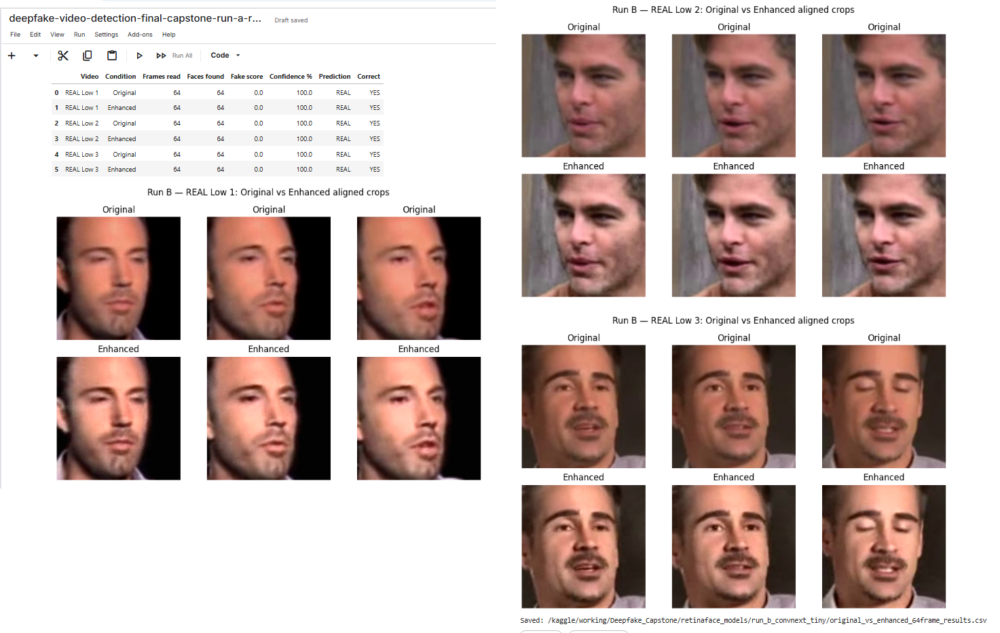 deepfake-video-detection-final-capstone-run-a-r... Draft saved
File Edit View Run Settings Add-ons Help
Run All Code
Video Condition Frames read Faces found Fake score Confidence % Prediction Correct
0 REAL Low 1 Original 64 64 0.0 100.0 REAL YES
1 REAL Low 1 Enhanced 64 64 0.0 100.0 REAL YES
2 REAL Low 2 Original 64 64 0.0 100.0 REAL YES
3 REAL Low 2 Enhanced 64 64 0.0 100.0 REAL YES
4 REAL Low 3 Original 64 64 0.0 100.0 REAL YES
5 REAL Low 3 Enhanced 64 64 0.0 100.0 REAL YES
Run B — REAL Low 1: Original vs Enhanced aligned crops
Original Original Original
Enhanced Enhanced Enhanced
Run B — REAL Low 2: Original vs Enhanced aligned crops
Original Original Original
Enhanced Enhanced Enhanced
Run B — REAL Low 3: Original vs Enhanced aligned crops
Original Original Original
Enhanced Enhanced Enhanced
Saved: /kaggle/working/Deepfake_Capstone/retinaface_models/run_b_convnext_tiny/original_vs_enhanced_64frame_results.csv